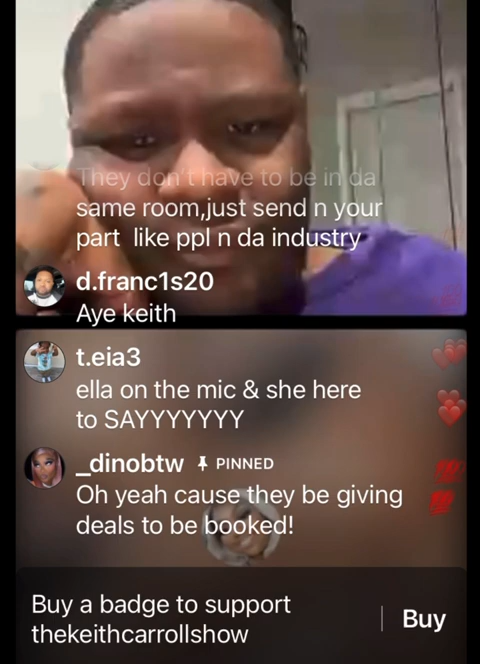 They don't have to be in da
same room,just send n your
part like ppl n da industry
d.franc1s20
Aye keith
t.eia3
ella on the mic & she here
to SAYYYYYYY
_dinobtw PINNED
Oh yeah cause they be giving
deals to be booked!
Buy a badge to support
thekeithcarrollshow
Buy